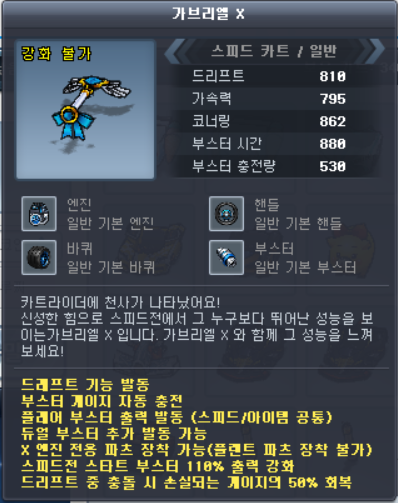 가브리엘 X
강화 불가
스피드 카트 / 일반
드리프트 810
가속력 795
코너링 862
부스터 시간 880
부스터 충전량 530
엔진
일반 기본 엔진
핸들
일반 기본 핸들
바퀴
일반 기본 바퀴
부스터
일반 기본 부스터
카트라이더에 천사가 나타났어요!
신성한 힘으로 스피드전에서 그 누구보다 뛰어난 성능을 보
이는가브리엘 X 입니다. 가브리엘 X 와 함께 그 성능을 느껴
보세요!
드래프트 기능 발동
부스터 게이지 자동 충전
플레어 부스터 출력 발동 (스피드/아이템 공통)
듀얼 부스터 추가 발동 가능
X 엔진 전용 파츠 장착 가능(플랜트 파츠 장착 불가)
스피드전 스타트 부스터 110% 출력 강화
드리프트 중 충돌 시 손실되는 게이지의 50% 회복